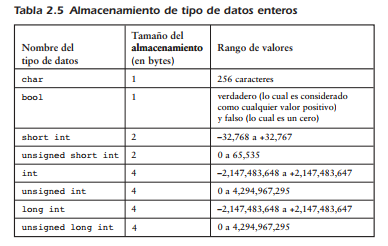 Tabla 2.5 Almacenamiento de tipo de datos enteros
Nombre del
tipo de datos
Tamaño del
almacenamiento
(en bytes)
Rango de valores
char 1 256 caracteres
bool 1 verdadero (lo cual es considerado
como cualquier valor positivo)
y falso (lo cual es un cero)
short int 2 –32,768 a +32,767
unsigned short int 2 0 a 65,535
int 4 –2,147,483,648 a +2,147,483,647
unsigned int 4 0 a 4,294,967,295
long int 4 –2,147,483,648 a +2,147,483,647
unsigned long int 4 0 a 4,294,967,295